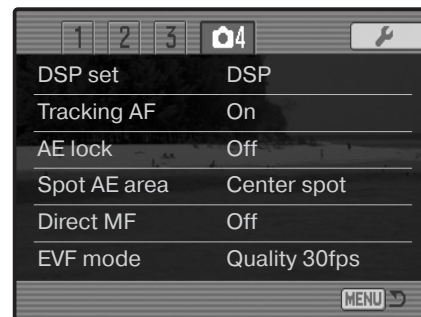 1 2 3 4
DSP set DSP
Tracking AF On
AE lock Off
Spot AE area Center spot
Direct MF Off
EVF mode Quality 30fps
MENU